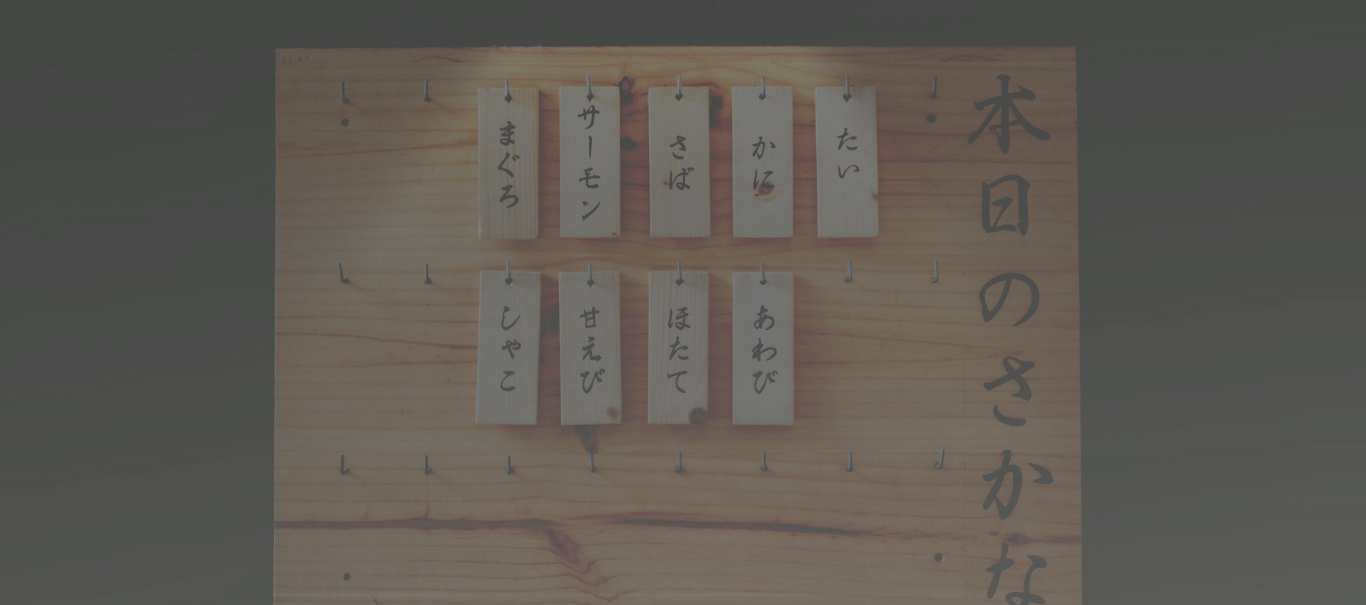 本日のさかな
たい
かに
さば
サーモン
まぐろ
あわび
ほたて
甘えび
しゃこ